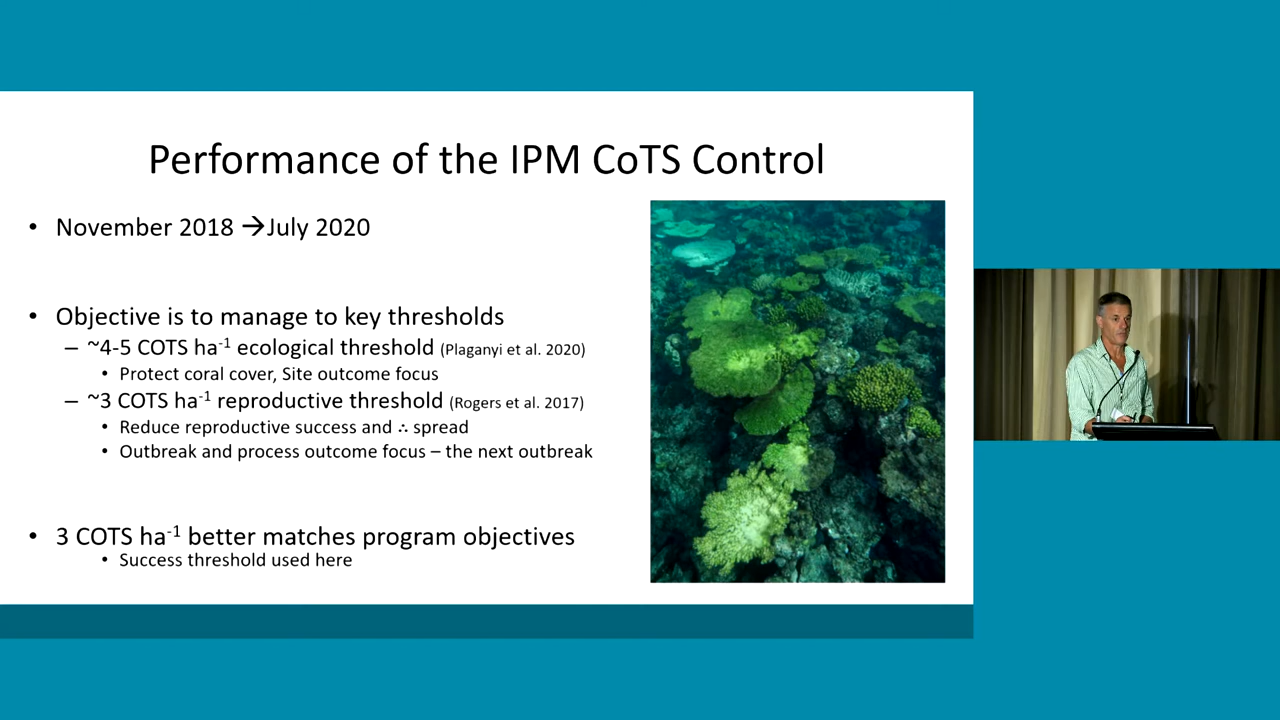 Performance of the IPM CoTS Control
• November 2018 →July 2020
• Objective is to manage to key thresholds
– ~4-5 COTS ha-1 ecological threshold (Plaganyi et al. 2020)
• Protect coral cover, Site outcome focus
– ~3 COTS ha-1 reproductive threshold (Rogers et al. 2017)
• Reduce reproductive success and ∴ spread
• Outbreak and process outcome focus – the next outbreak
• 3 COTS ha-1 better matches program objectives
• Success threshold used here